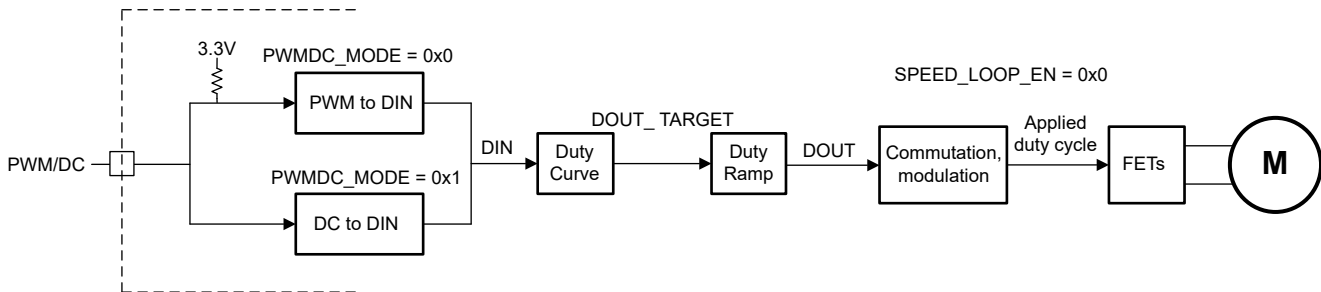 3.3V
PWMDC_MODE = 0x0
SPEED_LOOP_EN = 0x0
PWM to DIN
PWM/DC
DIN
DOUT_ TARGET
Duty
Curve
Duty
Ramp
DOUT
Commutation,
modulation
Applied
duty cycle
FETs
M
PWMDC_MODE = 0x1
DC to DIN